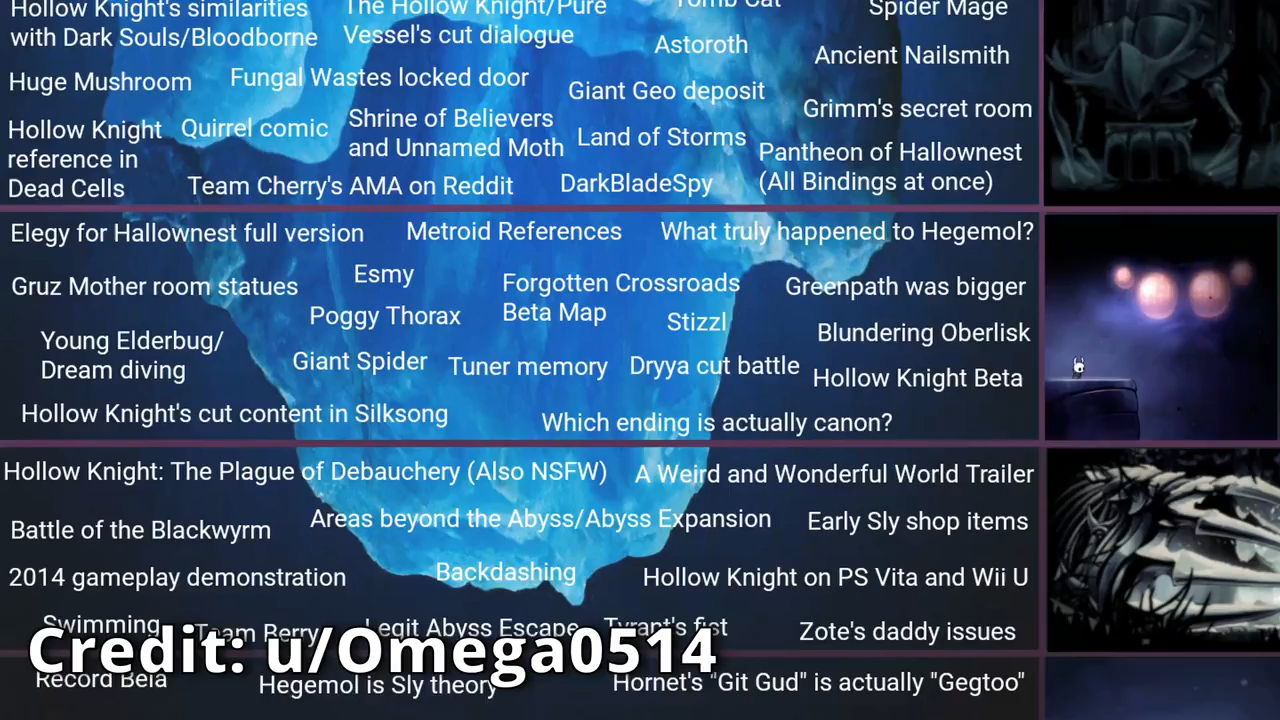 Hollow Knight's similarities
with Dark Souls/Bloodborne
The Hollow Knight/Pure
Vessel's cut dialogue
Tomb Cat
Spider Mage
Astoroth
Ancient Nailsmith
Huge Mushroom
Fungal Wastes locked door
Giant Geo deposit
Grimm's secret room
Hollow Knight
reference in
Dead Cells
Quirrel comic
Shrine of Believers
and Unnamed Moth
Land of Storms
Pantheon of Hallownest
(All Bindings at once)
Team Cherry's AMA on Reddit
DarkBladeSpy
Elegy for Hallownest full version
Metroid References
What truly happened to Hegemol?
Gruz Mother room statues
Esmy
Forgotten Crossroads
Beta Map
Greenpath was bigger
Poggy Thorax
Stizzl
Blundering Oberlisk
Young Elderbug/
Dream diving
Giant Spider
Tuner memory
Dryya cut battle
Hollow Knight Beta
Hollow Knight's cut content in Silksong
Which ending is actually canon?
Hollow Knight: The Plague of Debauchery (Also NSFW)
A Weird and Wonderful World Trailer
Battle of the Blackwyrm
Areas beyond the Abyss/Abyss Expansion
Early Sly shop items
2014 gameplay demonstration
Backdashing
Hollow Knight on PS Vita and Wii U
Swimming
Team Berry
Legit Abyss Escape
Tyrant's fist
Zote's daddy issues
Credit: u/Omega0514
Record Bela
Hegemol is Sly theory
Hornet's "Git Gud" is actually "Gegtoo"